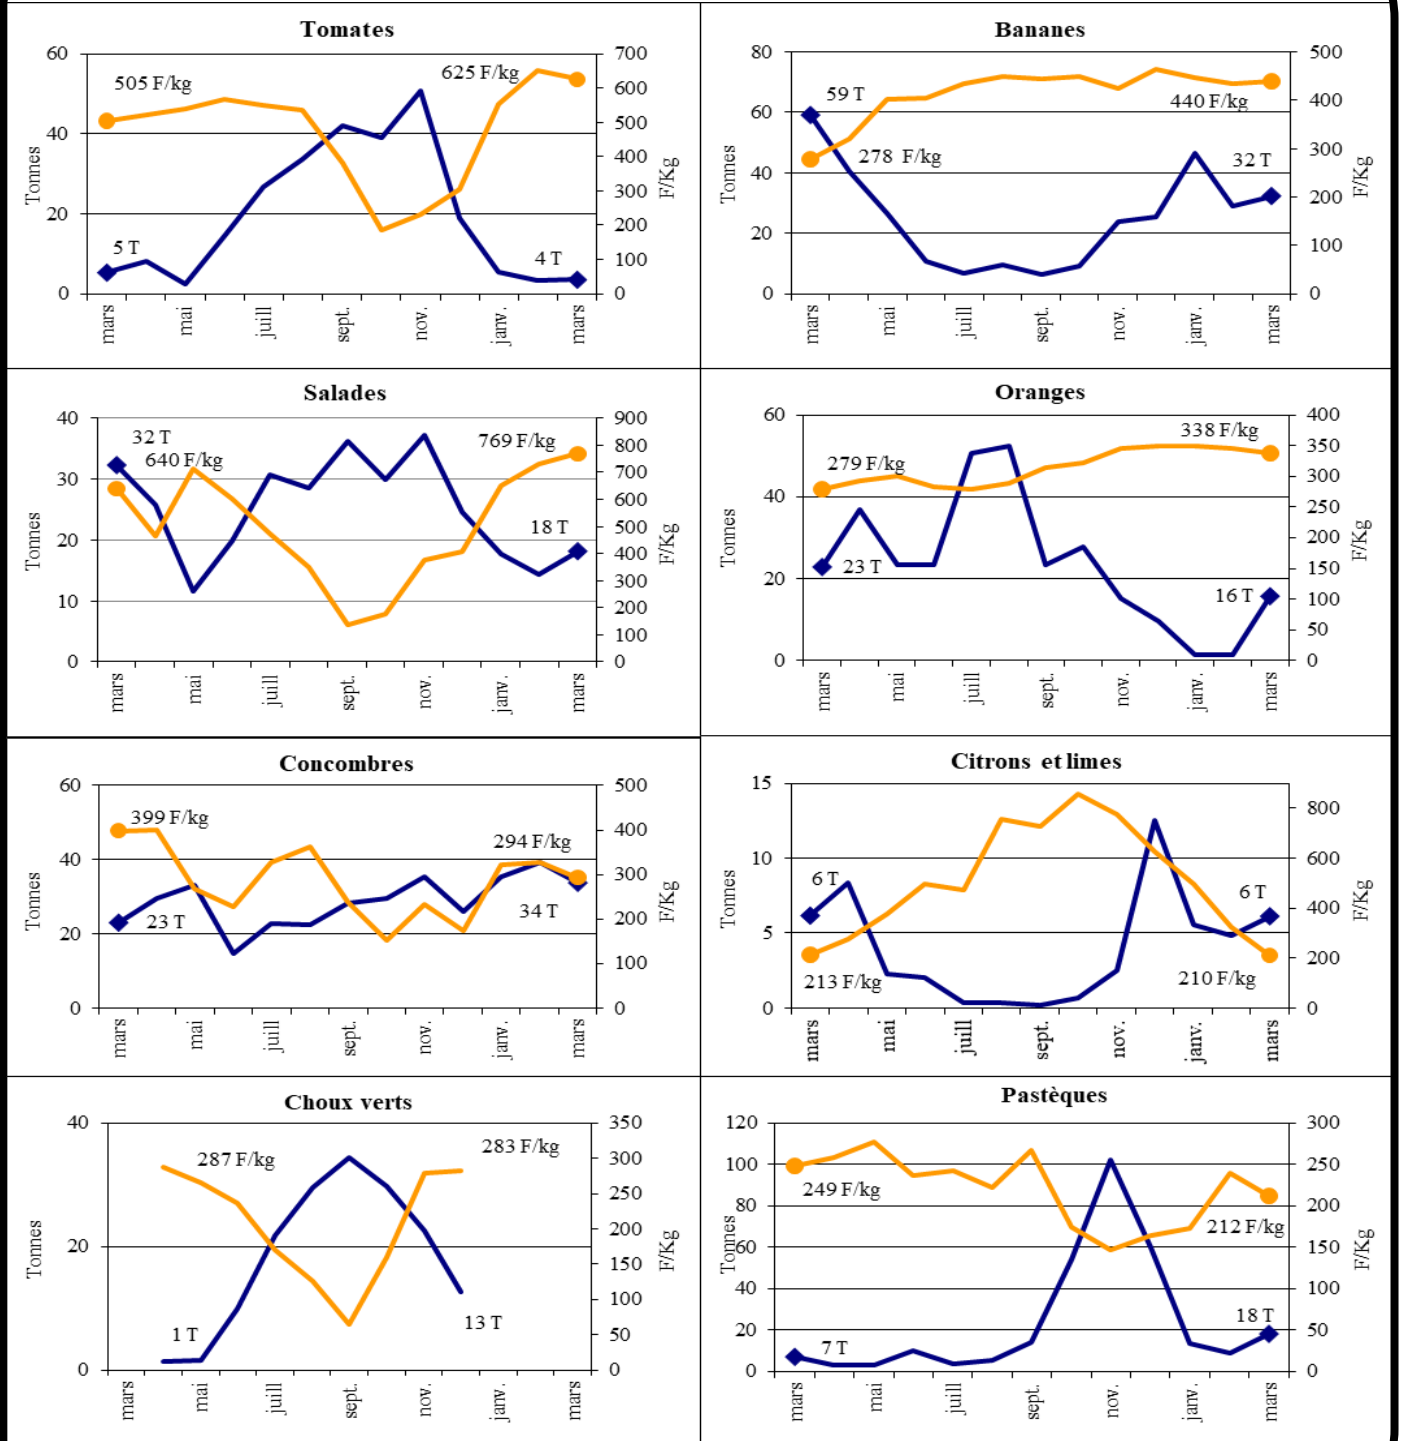 Tomates
60
50
40
20
0
Tonnes
700
600
500
400
300
200
100
0
F/Kg
505 F/kg
625 F/kg
5 T
4 T
mars
mai
juill
sept.
nov.
janv.
mars
Bananes
80
60
40
20
0
Tonnes
500
400
300
200
100
0
F/Kg
59 T
440 F/kg
278 F/kg
32 T
mars
mai
juill
sept.
nov.
janv.
mars
Salades
40
30
20
10
0
Tonnes
900
800
700
600
500
400
300
200
100
0
F/Kg
32 T
640 F/kg
769 F/kg
18 T
mars
mai
juill
sept.
nov.
janv.
mars
Oranges
60
40
20
0
Tonnes
400
350
300
250
200
150
100
50
0
F/Kg
338 F/kg
279 F/kg
23 T
16 T
mars
mai
juill
sept.
nov.
janv.
mars
Concombres
60
40
20
0
Tonnes
500
400
300
200
100
0
F/Kg
399 F/kg
294 F/kg
23 T
34 T
mars
mai
juill
sept.
nov.
janv.
mars
Citrons et limes
15
10
5
0
Tonnes
800
600
400
200
0
F/Kg
6 T
6 T
213 F/kg
210 F/kg
mars
mai
juill
sept.
nov.
janv.
mars
Choux verts
40
20
0
Tonnes
350
300
250
200
150
100
50
0
F/Kg
287 F/kg
283 F/kg
1 T
13 T
mars
mai
juill
sept.
nov.
janv.
mars
Pastèques
120
100
80
60
40
20
0
Tonnes
300
250
200
150
100
50
0
F/Kg
249 F/kg
212 F/kg
7 T
18 T
mars
mai
juill
sept.
nov.
janv.
mars